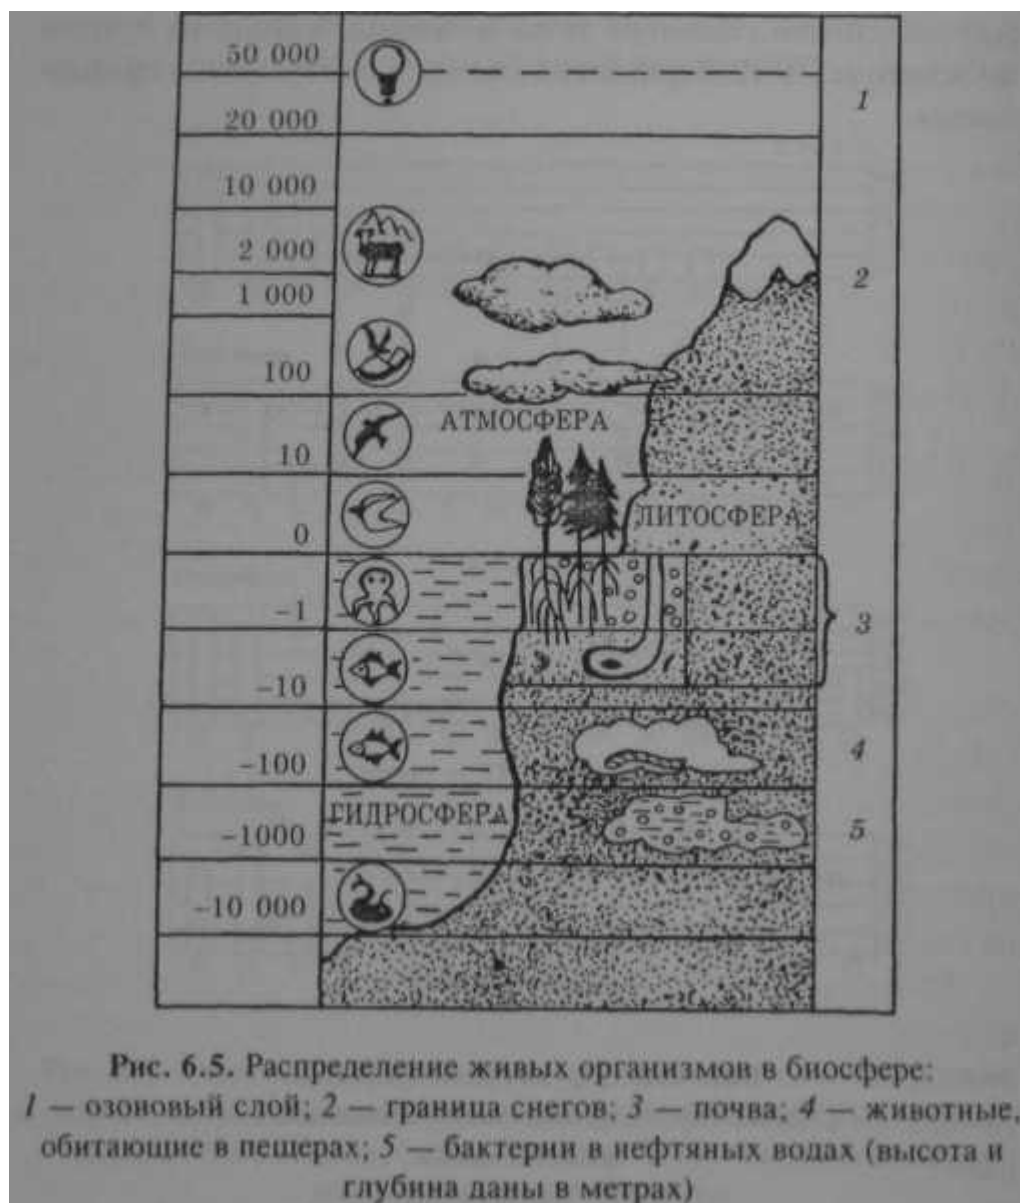 50 000
1
20 000
10 000
2 000
2
1 000
100
АТМОСФЕРА
10
ЛИТОСФЕРА
0
-1
3
-10
4
-100
ГИДРОСФЕРА
5
-1000
-10 000
Рис. 6.5. Распределение живых организмов в биосфере:
1 — озоновый слой; 2 — граница снегов; 3 — почва; 4 — животные,
обитающие в пещерах; 5 — бактерии в нефтяных водах (высота и
глубина даны в метрах)